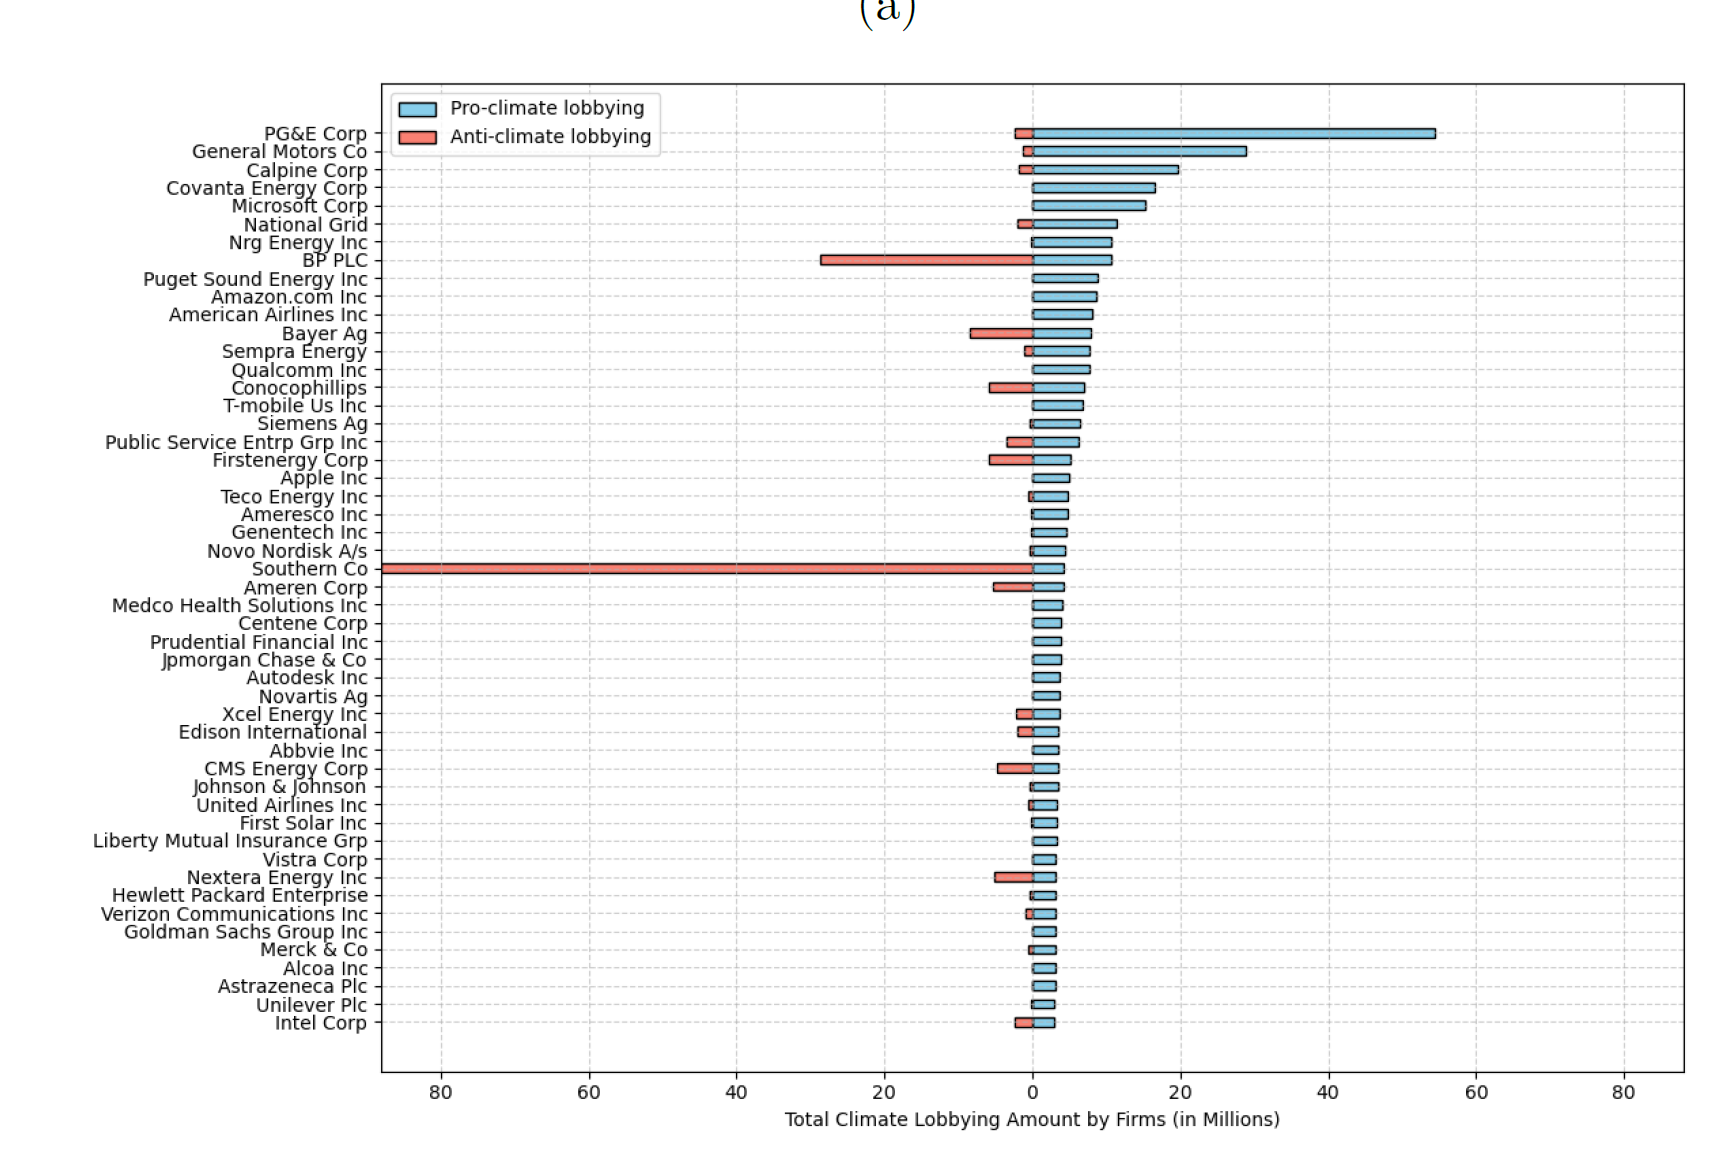 (a)
Pro-climate lobbying
Anti-climate lobbying
PG&E Corp
General Motors Co
Calpine Corp
Covanta Energy Corp
Microsoft Corp
National Grid
Nrg Energy Inc
BP PLC
Puget Sound Energy Inc
Amazon.com Inc
American Airlines Inc
Bayer Ag
Sempra Energy
Qualcomm Inc
Conocophillips
T-mobile Us Inc
Siemens Ag
Public Service Entrp Grp Inc
Firstenergy Corp
Apple Inc
Teco Energy Inc
Ameresco Inc
Genentech Inc
Novo Nordisk A/s
Southern Co
Ameren Corp
Medco Health Solutions Inc
Centene Corp
Prudential Financial Inc
Jpmorgan Chase & Co
Autodesk Inc
Novartis Ag
Xcel Energy Inc
Edison International
Abbvie Inc
CMS Energy Corp
Johnson & Johnson
United Airlines Inc
First Solar Inc
Liberty Mutual Insurance Grp
Vistra Corp
Nextera Energy Inc
Hewlett Packard Enterprise
Verizon Communications Inc
Goldman Sachs Group Inc
Merck & Co
Alcoa Inc
Astrazeneca Plc
Unilever Plc
Intel Corp
80 60 40 20 0 20 40 60 80
Total Climate Lobbying Amount by Firms (in Millions)